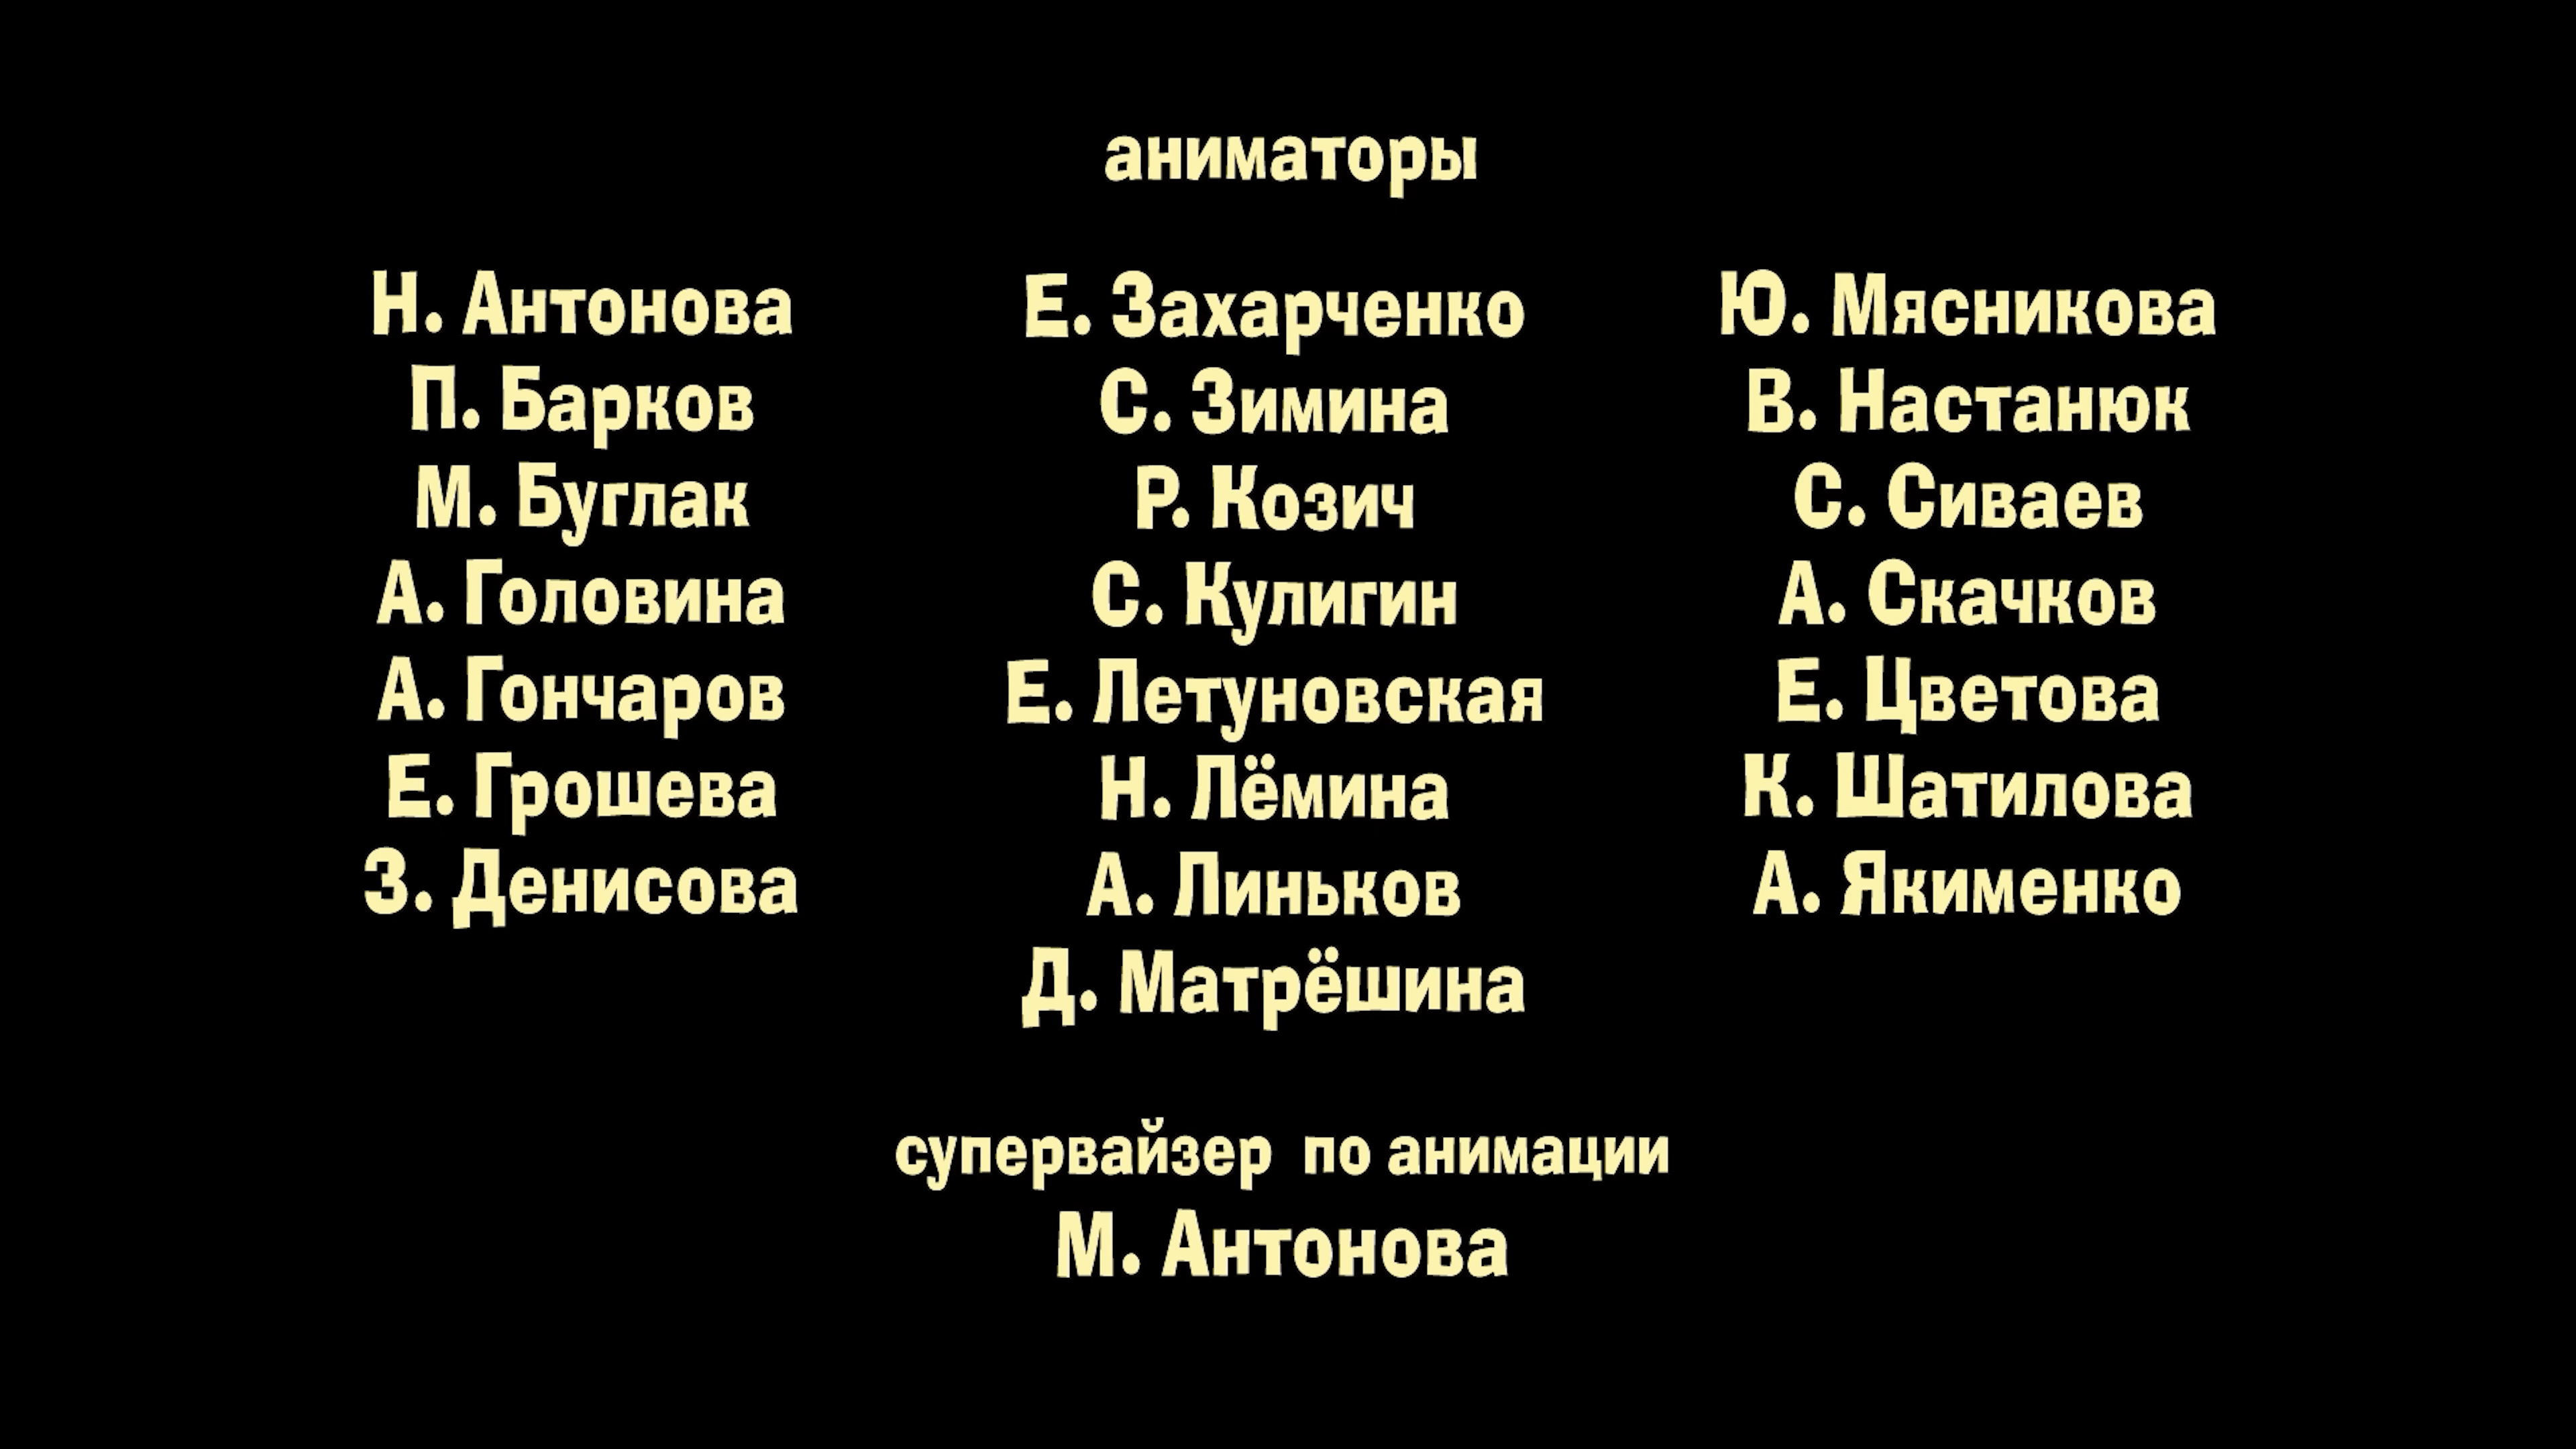 аниматоры
Н. Антонова
П. Барков
М. Буглак
А. Головина
А. Гончаров
Е. Грошева
З. Денисова
Е. Захарченко
С. Зимина
Р. Козич
С. Кулигин
Е. Летуновская
Н. Лёмина
А. Линьков
Д. Матрёшина
Ю. Мясникова
В. Настанюк
С. Сиваев
А. Скачков
Е. Цветова
К. Шатилова
А. Якименко
супервайзер по анимации
М. Антонова